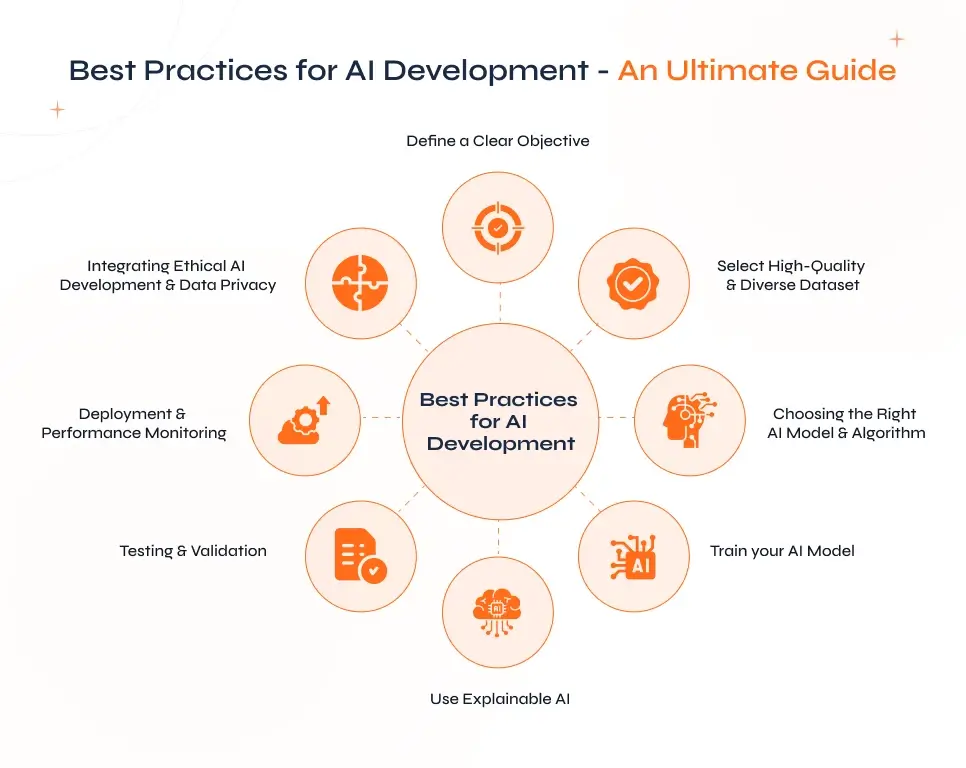 Best Practices for AI Development - An Ultimate Guide
Define a Clear Objective
Select High-Quality
& Diverse Dataset
Choosing the Right
AI Model & Algorithm
Train your AI Model
Use Explainable AI
Testing & Validation
Deployment &
Performance Monitoring
Integrating Ethical AI
Development & Data Privacy
Best Practices
for AI
Development
AI
AI